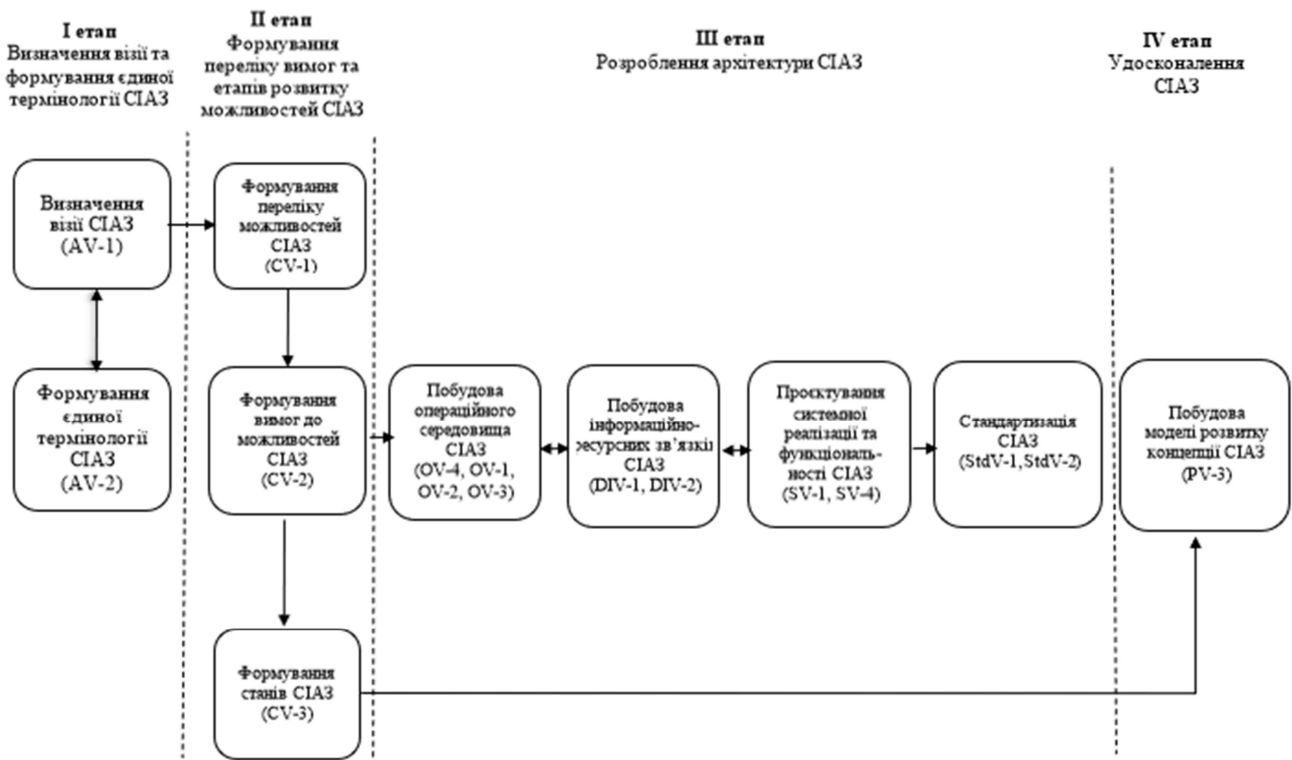 І етап
Визначення візії та
формування єдиної
термінології СІАЗ
ІІ етап
Формування
переліку вимог та
етапів розвитку
можливостей СІАЗ
ІІІ етап
Розроблення архітектури СІАЗ
IV етап
Удосконалення
СІАЗ
Визначення
візії СІАЗ
(AV-1)
Формування
єдиної
термінології
СІАЗ
(AV-2)
Формування
переліку
можливостей
СІАЗ
(CV-1)
Формування
вимог до
можливостей
СІАЗ
(CV-2)
Формування
станів СІАЗ
(CV-3)
Побудова
операційного
середовища
СІАЗ
(OV-4, OV-1,
OV-2, OV-3)
Побудова
інформаційно-
ресурсних зв’язків
СІАЗ
(DIV-1, DIV-2)
Проєктування
системної
реалізації та
функціональ-
ності СІАЗ
(SV-1, SV-4)
Стандартизація
СІАЗ
(StdV-1, StdV-2)
Побудова
моделі розвитку
концепції СІАЗ
(PV-3)